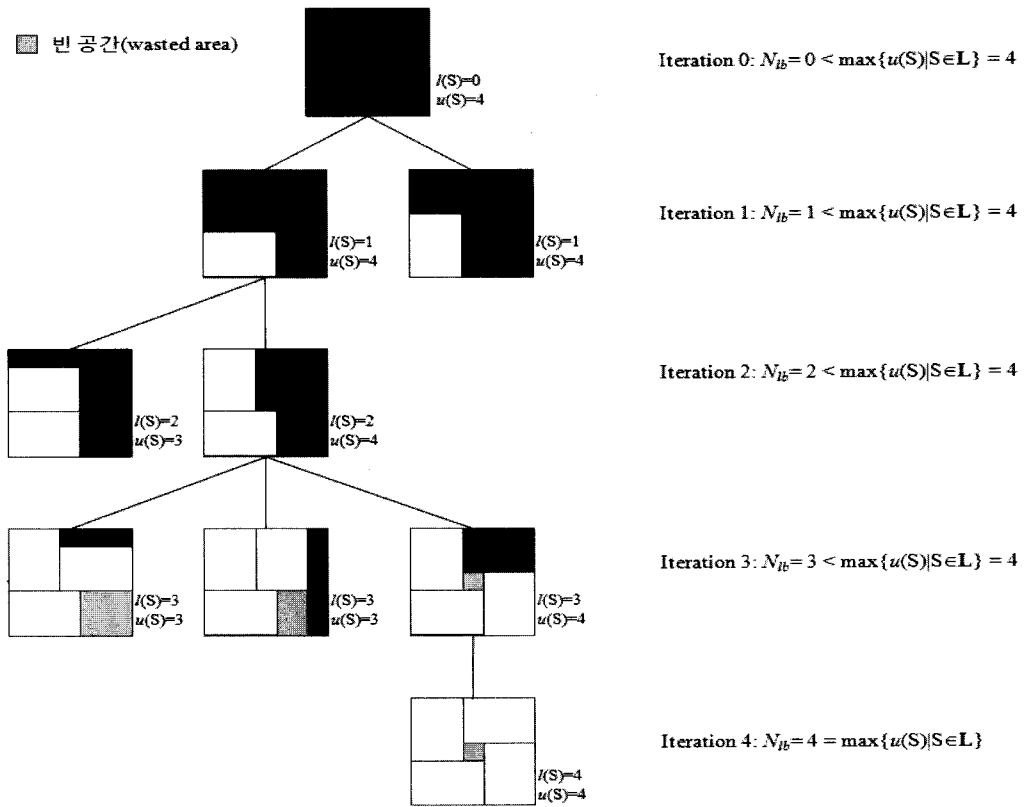 빈 공간(wasted area)
l(S)=0
u(S)=4
Iteration 0: N_lb = 0 < max{u(S)|S∈L} = 4
l(S)=1
u(S)=4
l(S)=1
u(S)=4
Iteration 1: N_lb = 1 < max{u(S)|S∈L} = 4
l(S)=2
u(S)=3
l(S)=2
u(S)=4
Iteration 2: N_lb = 2 < max{u(S)|S∈L} = 4
l(S)=3
u(S)=3
l(S)=3
u(S)=3
l(S)=3
u(S)=4
Iteration 3: N_lb = 3 < max{u(S)|S∈L} = 4
l(S)=4
u(S)=4
Iteration 4: N_lb = 4 = max{u(S)|S∈L}